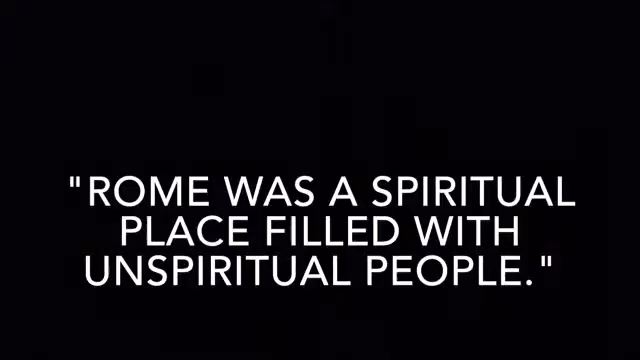 "ROME WAS A SPIRITUAL
PLACE FILLED WITH
UNSPIRITUAL PEOPLE."